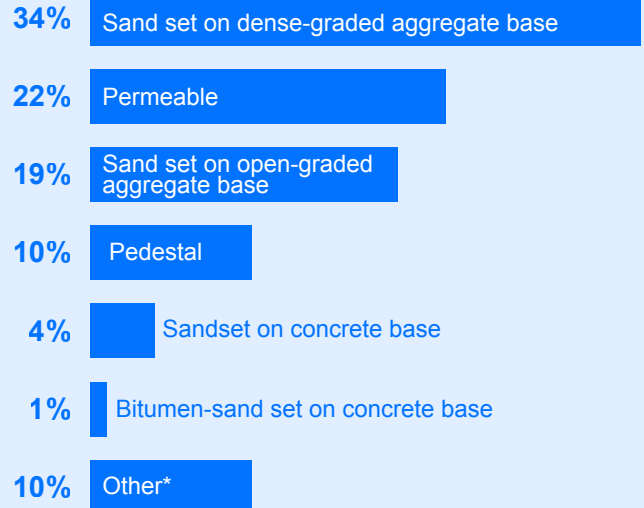 34% Sand set on dense-graded aggregate base
22% Permeable
19% Sand set on open-graded
aggregate base
10% Pedestal
4% Sandset on concrete base
1% Bitumen-sand set on concrete base
10% Other*